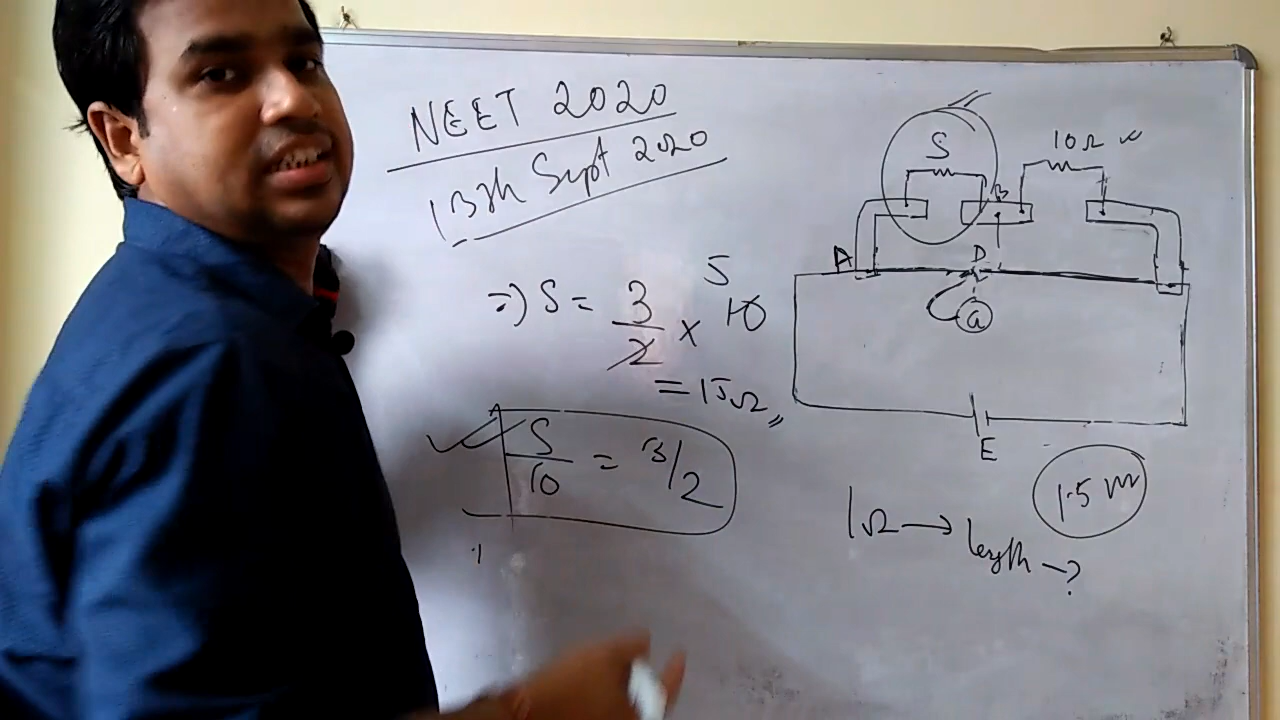 NEET 2020
13th Sept 2020
=) S = 3/2 × 10 5
= 15Ω
S/10 = 3/2
S
10Ω
B
A
D
G
E
1.5 m
1Ω → length → ?